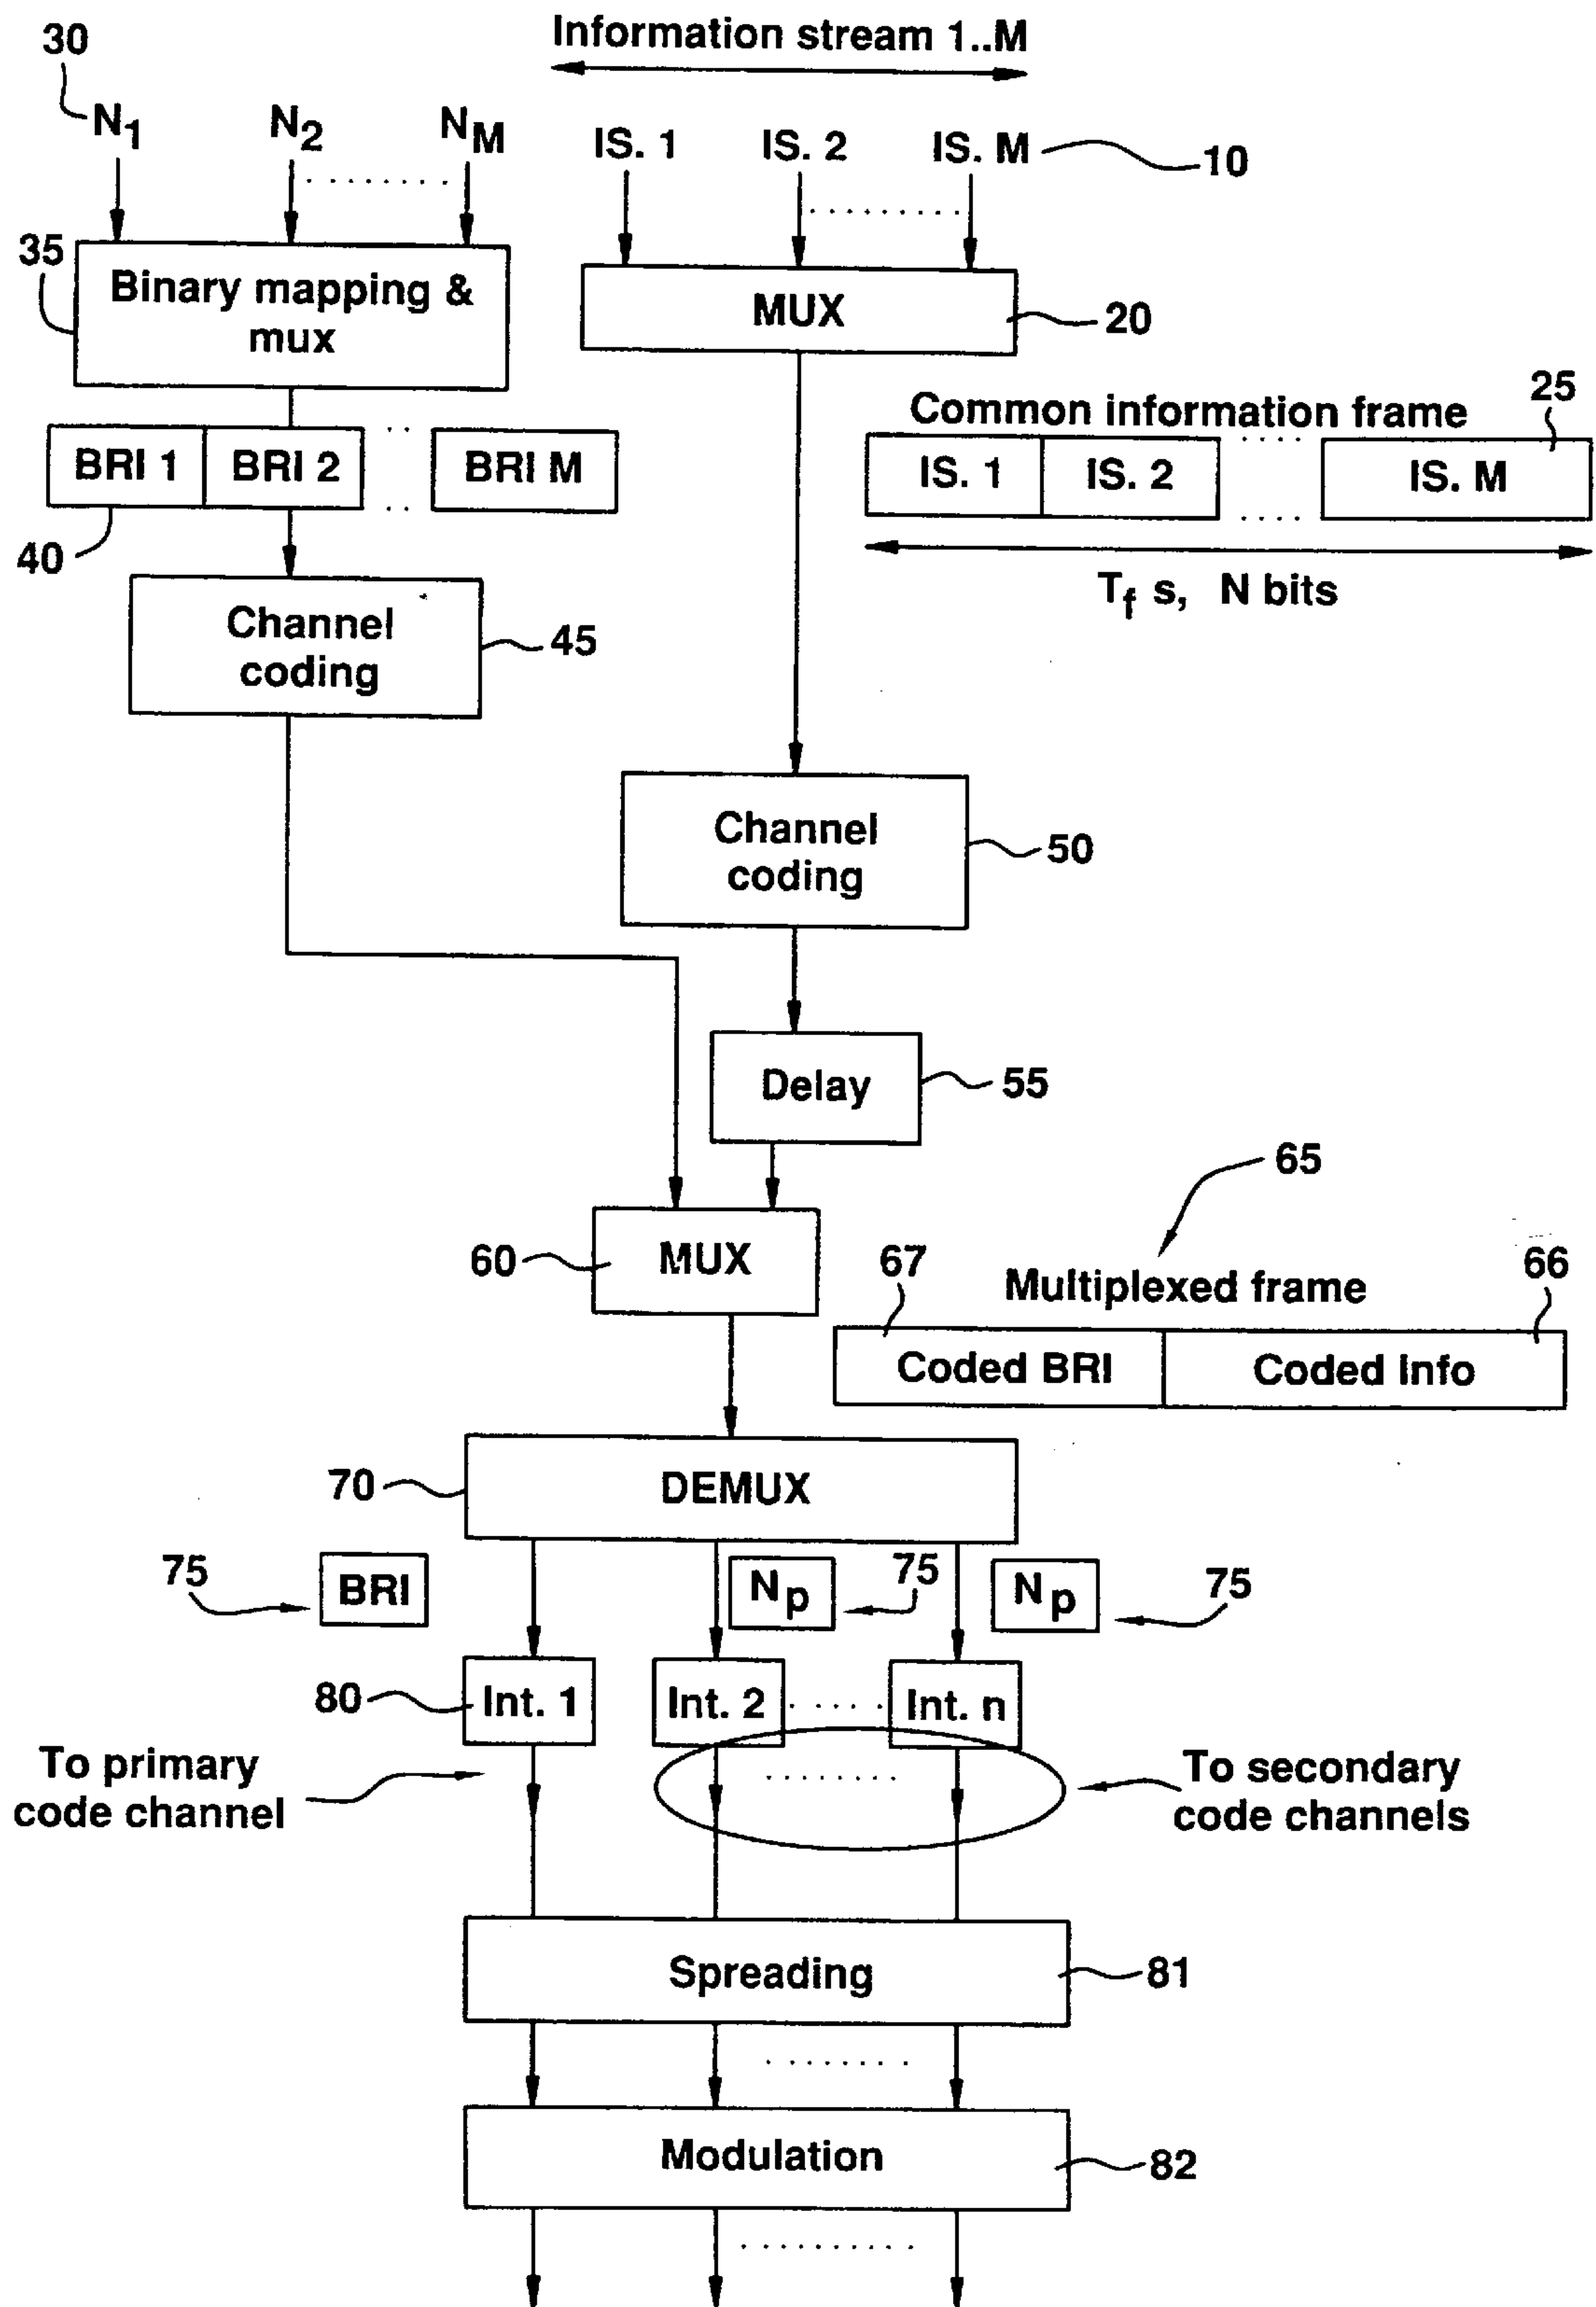 Information stream 1..M
30
N1 N2 NM
IS. 1 IS. 2 IS. M 10
35
Binary mapping &
mux
MUX
20
Common information frame
25
BRI 1 BRI 2 BRI M
IS. 1 IS. 2 IS. M
40
Tf s, N bits
Channel
coding
45
Channel
coding
50
Delay
55
65
60
MUX
67
Multiplexed frame
66
Coded BRI Coded Info
70
DEMUX
75
BRI
Np
75
Np
75
80
Int. 1 Int. 2 Int. n
To primary
code channel
To secondary
code channels
Spreading
81
Modulation
82